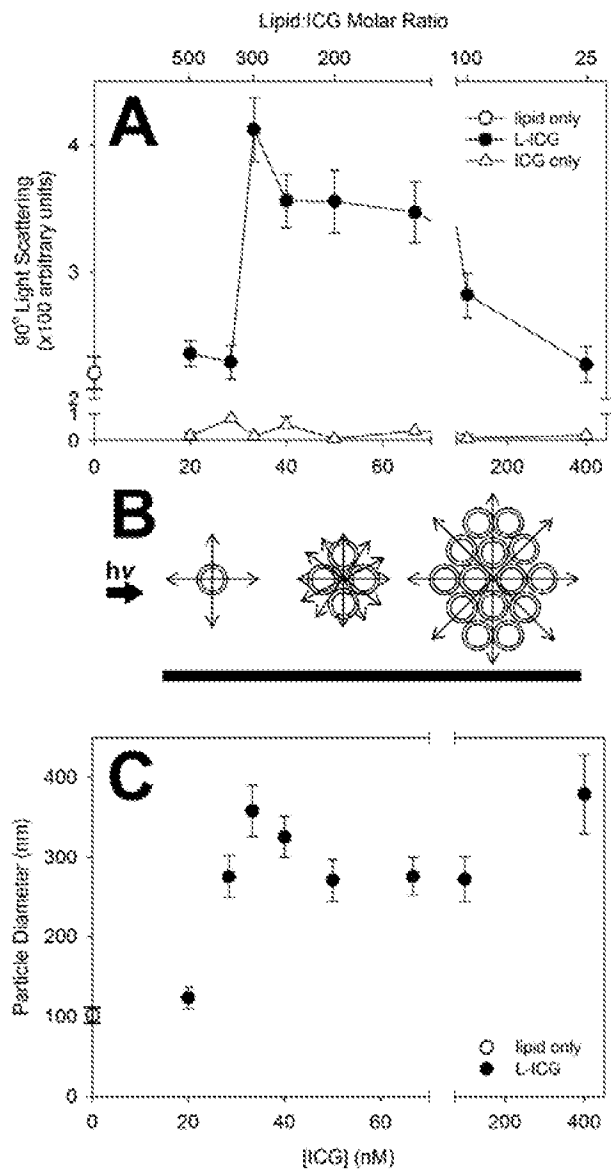 Lipid:ICG Molar Ratio
500 300 200 100 25
A
lipid only
L-ICG
ICG only
90° Light Scattering
(x100 arbitrary units)
4
3
2
1
0
0 20 40 60 200 400
B
hv
C
Particle Diameter (nm)
400
300
200
100
0
lipid only
L-ICG
0 20 40 60 200 400
[ICG] (nM)